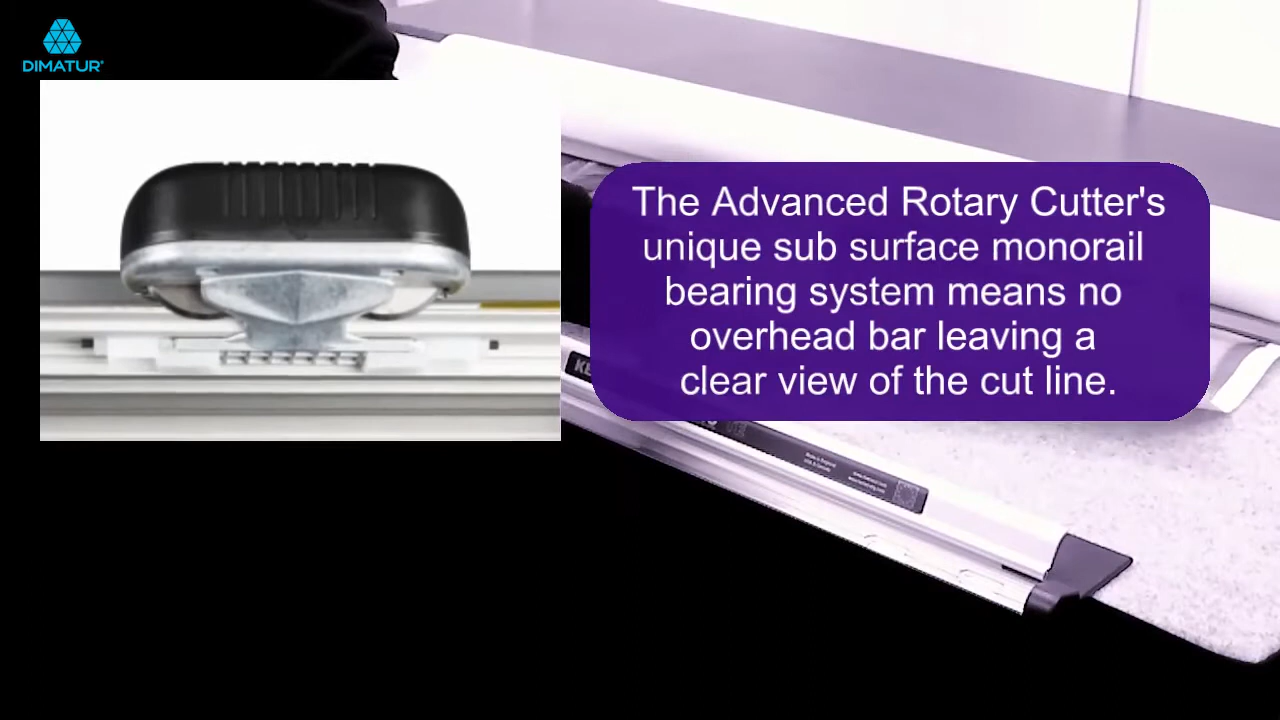 DIMATUR®
The Advanced Rotary Cutter's
unique sub surface monorail
bearing system means no
overhead bar leaving a
clear view of the cut line.